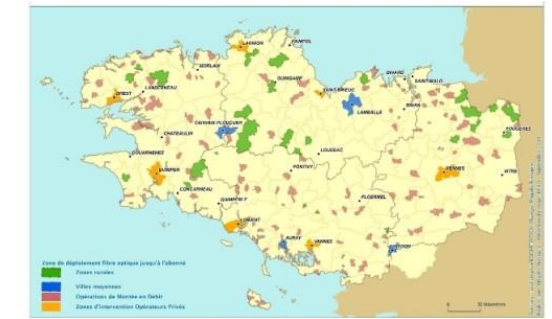 LANNION
PAIMPOL
MORLAIX
GUINGAMP
DINARD
SAINT-MALO
LANDERNEAU
BREST
SAINT-BRIEUC
LAMBALLE
DINAN
FOUGERES
CARHAIX-PLOUGUER
CHATEAULIN
DOUARNENEZ
LOUDEAC
QUIMPER
PONTIVY
RENNES
VITRE
CONCARNEAU
QUIMPERLE
PLOERMEL
LORIENT
AURAY
VANNES
REDON
Zone de déploiement fibre optique jusqu'à l'abonné
Zones rurales
Villes moyennes
Opérations de Montée en Débit
Zones d'intervention Opérateurs Privés